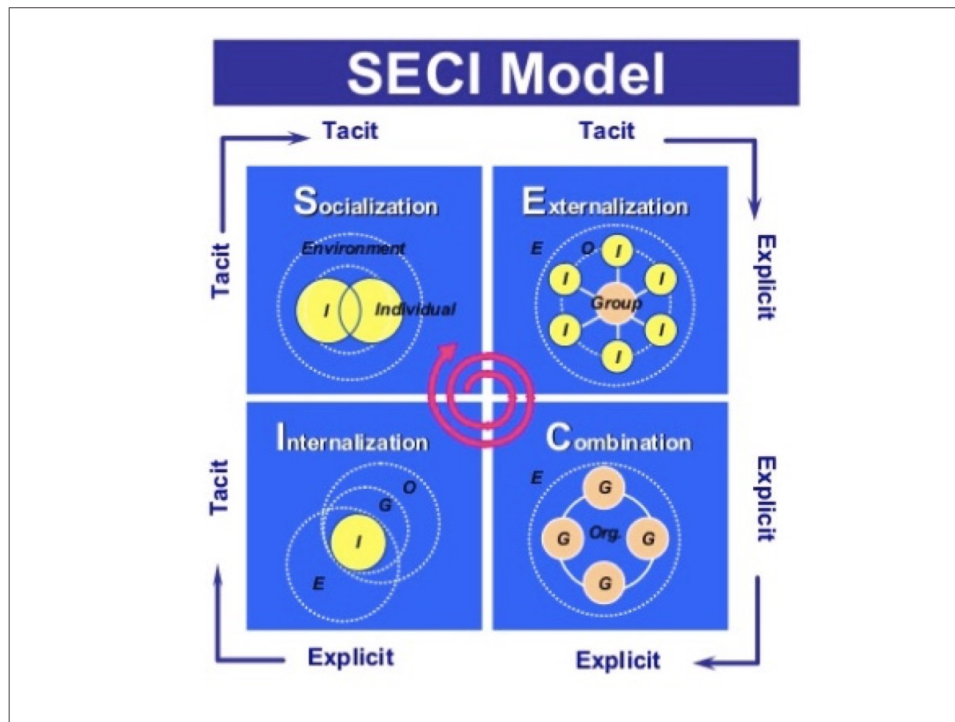 SECI Model
Tacit
Tacit
Tacit
Socialization
Environment
I
Individual
Externalization
E
O
I
I
I
Group
I
I
I
Explicit
Tacit
Internalization
O
G
I
E
Combination
E
G
G
Org.
G
G
Explicit
Explicit
Explicit